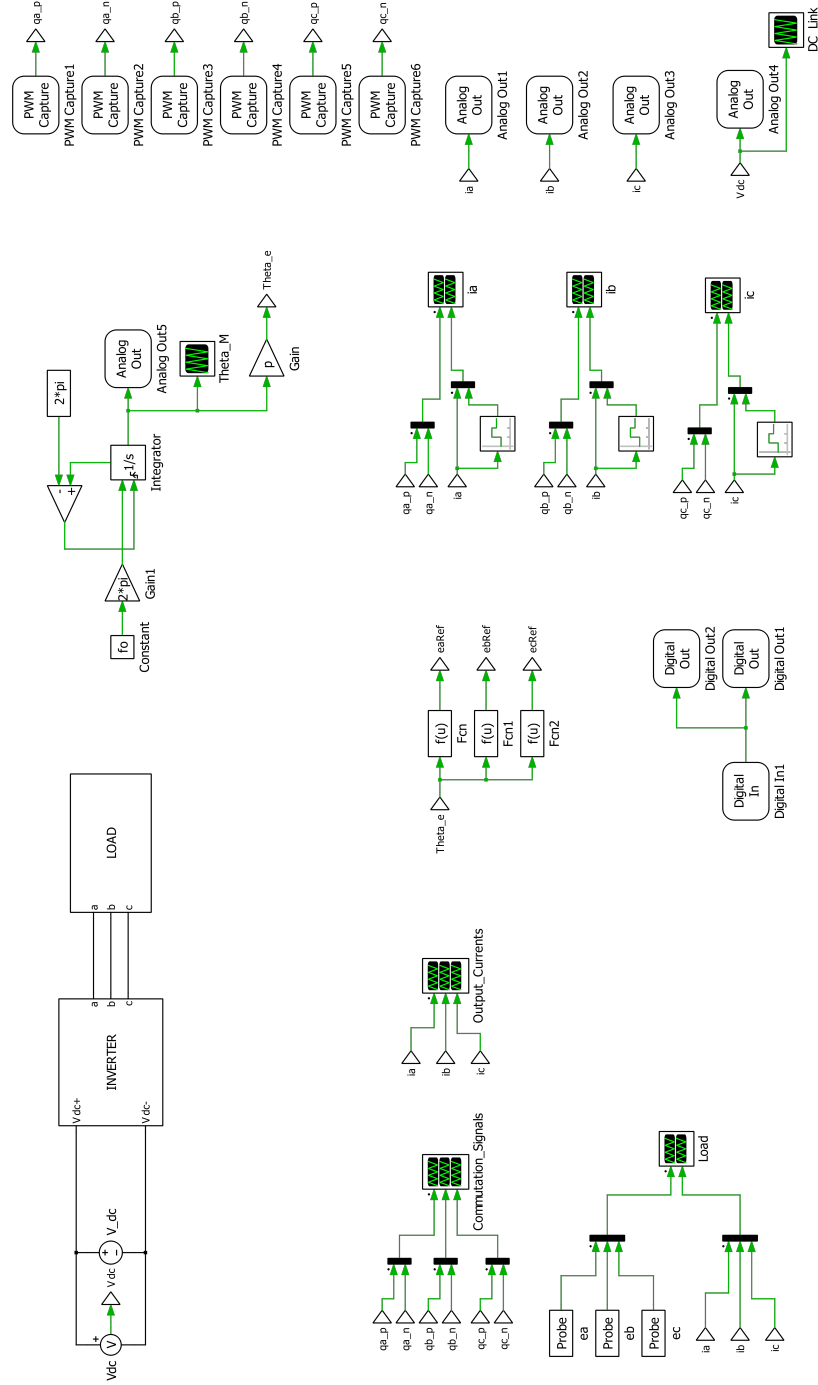 Vdc
V
+
V dc
+
−
V_dc
V dc+
V dc-
INVERTER
a
b
c
a
b
c
LOAD
fo
Constant
2*pi
Gain1
-
+
1/s
Integrator
2*pi
Analog
Out
Analog Out5
Theta_M
p
Gain
Theta_e
PWM
Capture
PWM Capture1
qa_p
PWM
Capture
PWM Capture2
qa_n
PWM
Capture
PWM Capture3
qb_p
PWM
Capture
PWM Capture4
qb_n
PWM
Capture
PWM Capture5
qc_p
PWM
Capture
PWM Capture6
qc_n
qa_p
qa_n
qb_p
qb_n
qc_p
qc_n
Commutation_Signals
ia
ib
ic
Output_Currents
Theta_e
f(u)
Fcn
eaRef
f(u)
Fcn1
ebRef
f(u)
Fcn2
ecRef
qa_p
qa_n
ia
ia
qb_p
qb_n
ib
ib
qc_p
qc_n
ic
ic
ia
Analog
Out
Analog Out1
ib
Analog
Out
Analog Out2
ic
Analog
Out
Analog Out3
V dc
Analog
Out
Analog Out4
DC Link
Probe
ea
Probe
eb
Probe
ec
ia
ib
ic
Load
Digital
In
Digital In1
Digital
Out
Digital Out2
Digital
Out
Digital Out1